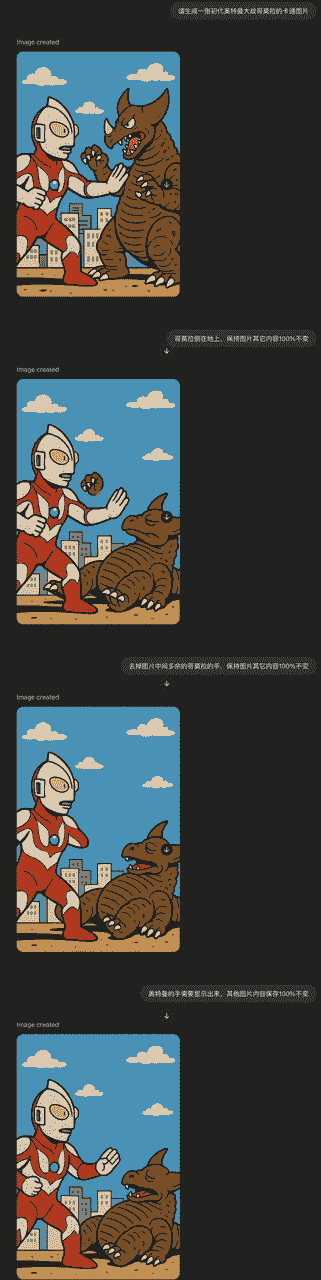 请生成一张初代奥特曼大战哥莫拉的卡通图片
Image created
哥莫拉倒在地上，保持图片其它内容100%不变
Image created
去掉图片中间多余的哥莫拉的手，保持图片其它内容100%不变
Image created
奥特曼的手需要显示出来，其他图片内容保存100%不变
Image created